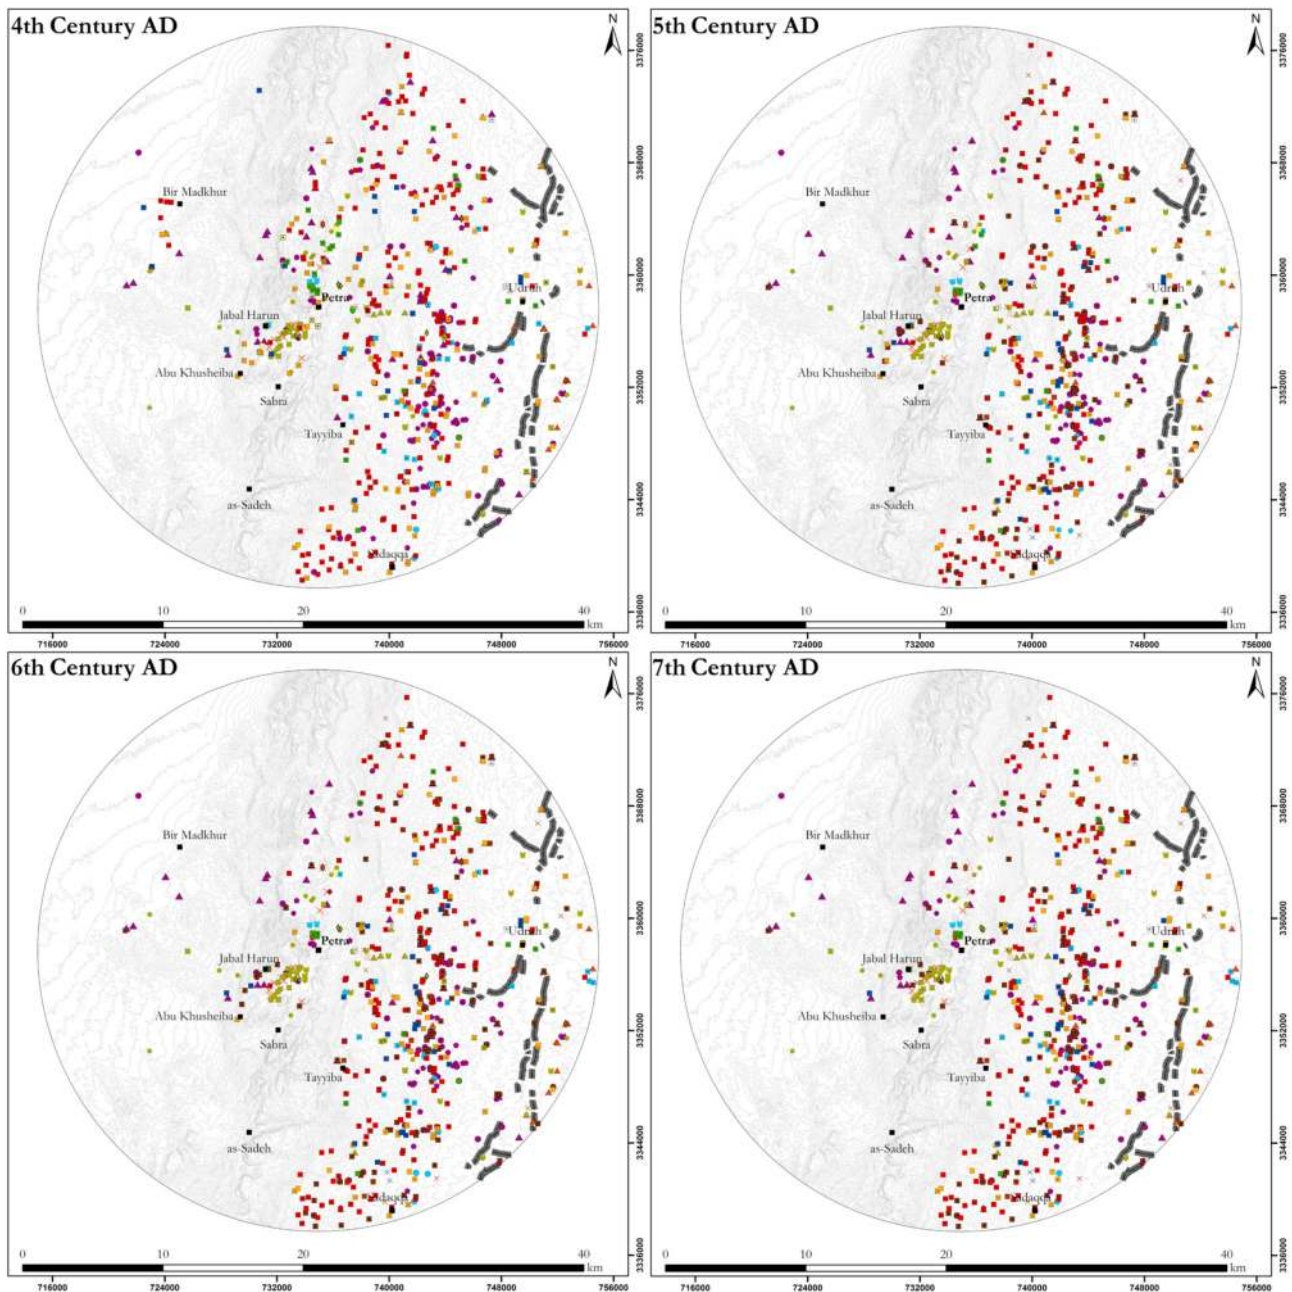 4th Century AD
N
Bir Madkhur
Udruh
Petra
Jabal Harun
Abu Khusheiba
Sabra
Tayyiba
as-Sadeh
Sadaqqa
3376000
3368000
3360000
3352000
3344000
3336000
0 10 20 40
km
716000 724000 732000 740000 748000 756000
5th Century AD
N
Bir Madkhur
Udruh
Petra
Jabal Harun
Abu Khusheiba
Sabra
Tayyiba
as-Sadeh
Sadaqqa
3376000
3368000
3360000
3352000
3344000
3336000
0 10 20 40
km
716000 724000 732000 740000 748000 756000
6th Century AD
N
Bir Madkhur
Udruh
Petra
Jabal Harun
Abu Khusheiba
Sabra
Tayyiba
as-Sadeh
Sadaqqa
3376000
3368000
3360000
3352000
3344000
3336000
0 10 20 40
km
716000 724000 732000 740000 748000 756000
7th Century AD
N
Bir Madkhur
Udruh
Petra
Jabal Harun
Abu Khusheiba
Sabra
Tayyiba
as-Sadeh
Sadaqqa
3376000
3368000
3360000
3352000
3344000
3336000
0 10 20 40
km
716000 724000 732000 740000 748000 756000